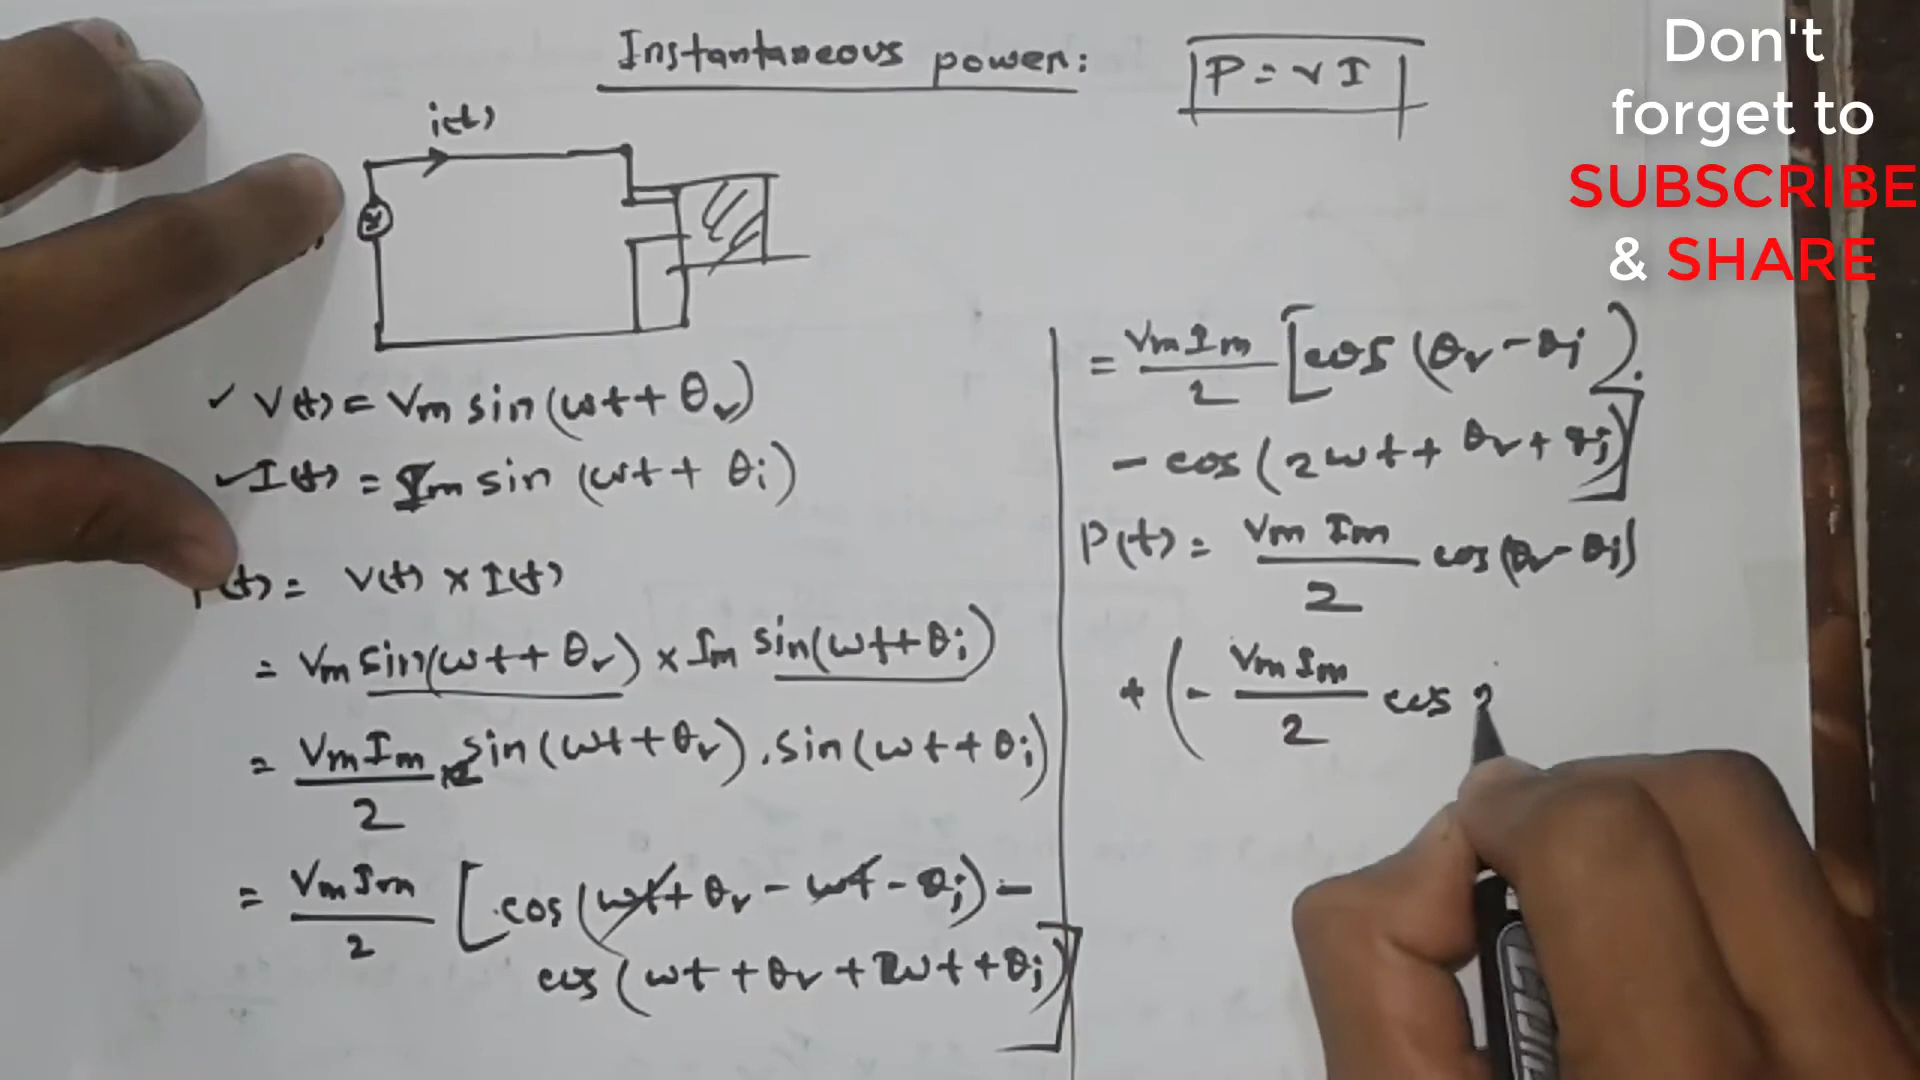 Instantaneous power:
P = V I
Don't
forget to
SUBSCRIBE
& SHARE
i(t)
V(t) = Vm sin(ωt + θv)
I(t) = Im sin (ωt + θi)
(t) = V(t) × I(t)
= Vm sin(ωt + θv) × Im sin(ωt + θi)
= VmIm/2 sin(ωt + θv) . sin(ωt + θi)
= VmIm/2 [cos(ωt + θv - ωt - θi) -
cos(ωt + θv + ωt + θi)]
= VmIm/2 [cos (θv - θi)
- cos(2ωt + θv + θi)]
P(t) = Vm Im/2 cos(θv - θi)
+ (- VmIm/2 cos 2